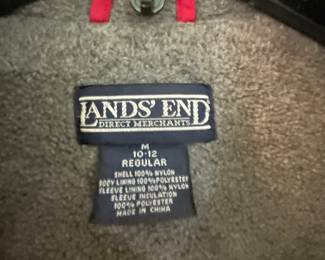 LANDS' END
DIRECT MERCHANTS
M
10-12
REGULAR
SHELL 100% NYLON
BODY LINING 100% POLYESTER
SLEEVE LINING 100% NYLON
SLEEVE INSULATION
100% POLYESTER
MADE IN CHINA